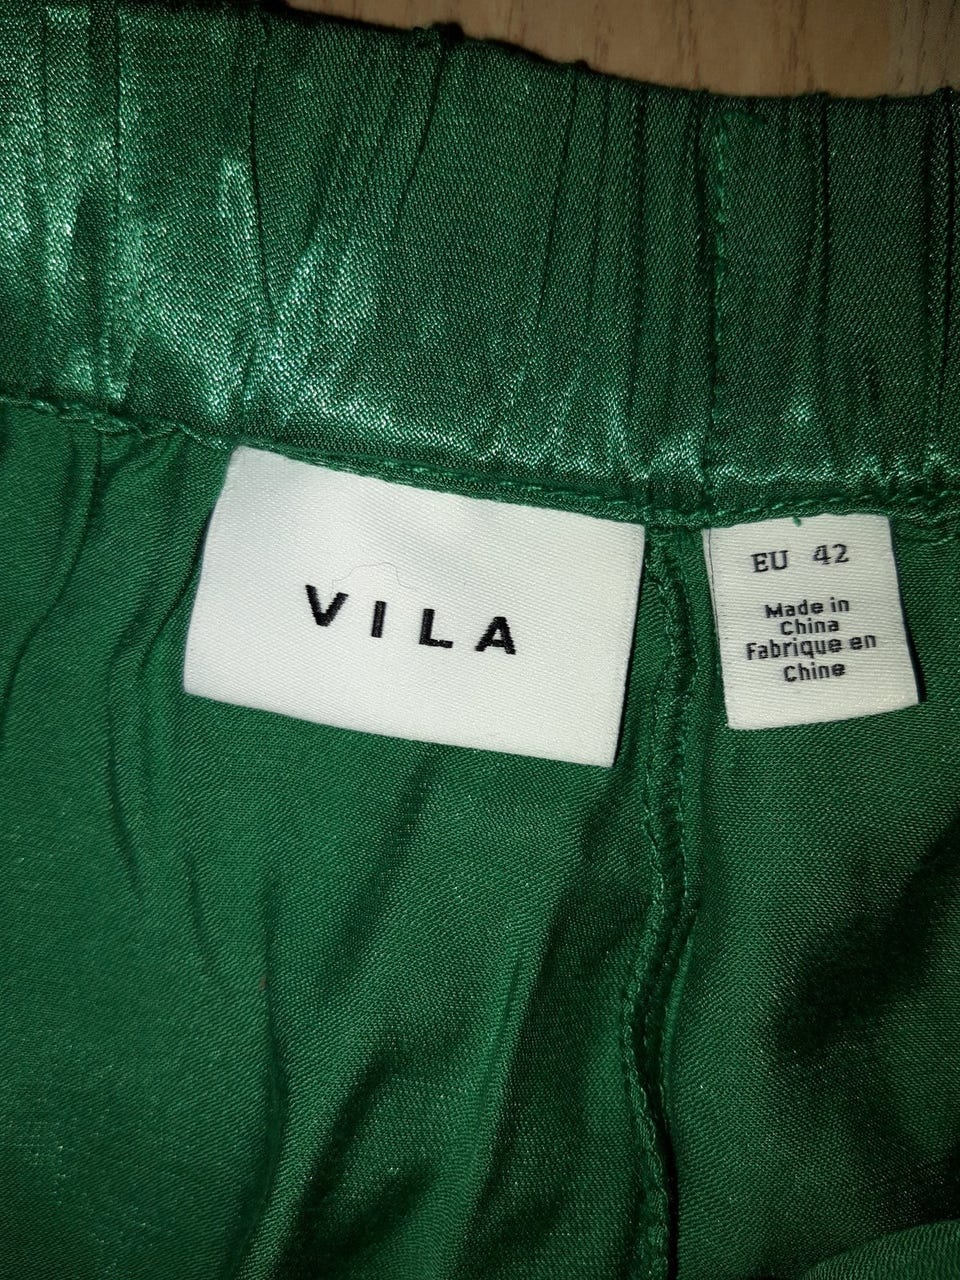 VILA
EU 42
Made in
China
Fabrique en
Chine